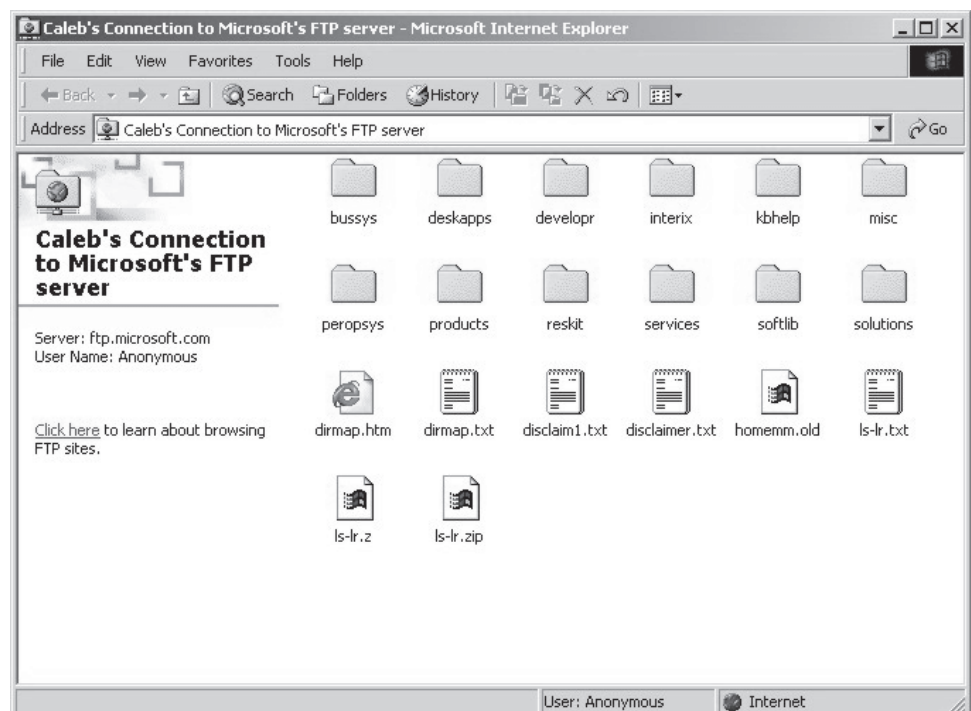 Caleb's Connection to Microsoft's FTP server - Microsoft Internet Explorer
File Edit View Favorites Tools Help
Back Search Folders History
Address Caleb's Connection to Microsoft's FTP server Go
Caleb's Connection
to Microsoft's FTP
server
Server: ftp.microsoft.com
User Name: Anonymous
Click here to learn about browsing
FTP sites.
bussys deskapps developr interix kbhelp misc
peropsys products reskit services softlib solutions
dirmap.htm dirmap.txt disclaim1.txt disclaimer.txt homemm.old ls-lr.txt
ls-lr.z ls-lr.zip
User: Anonymous Internet